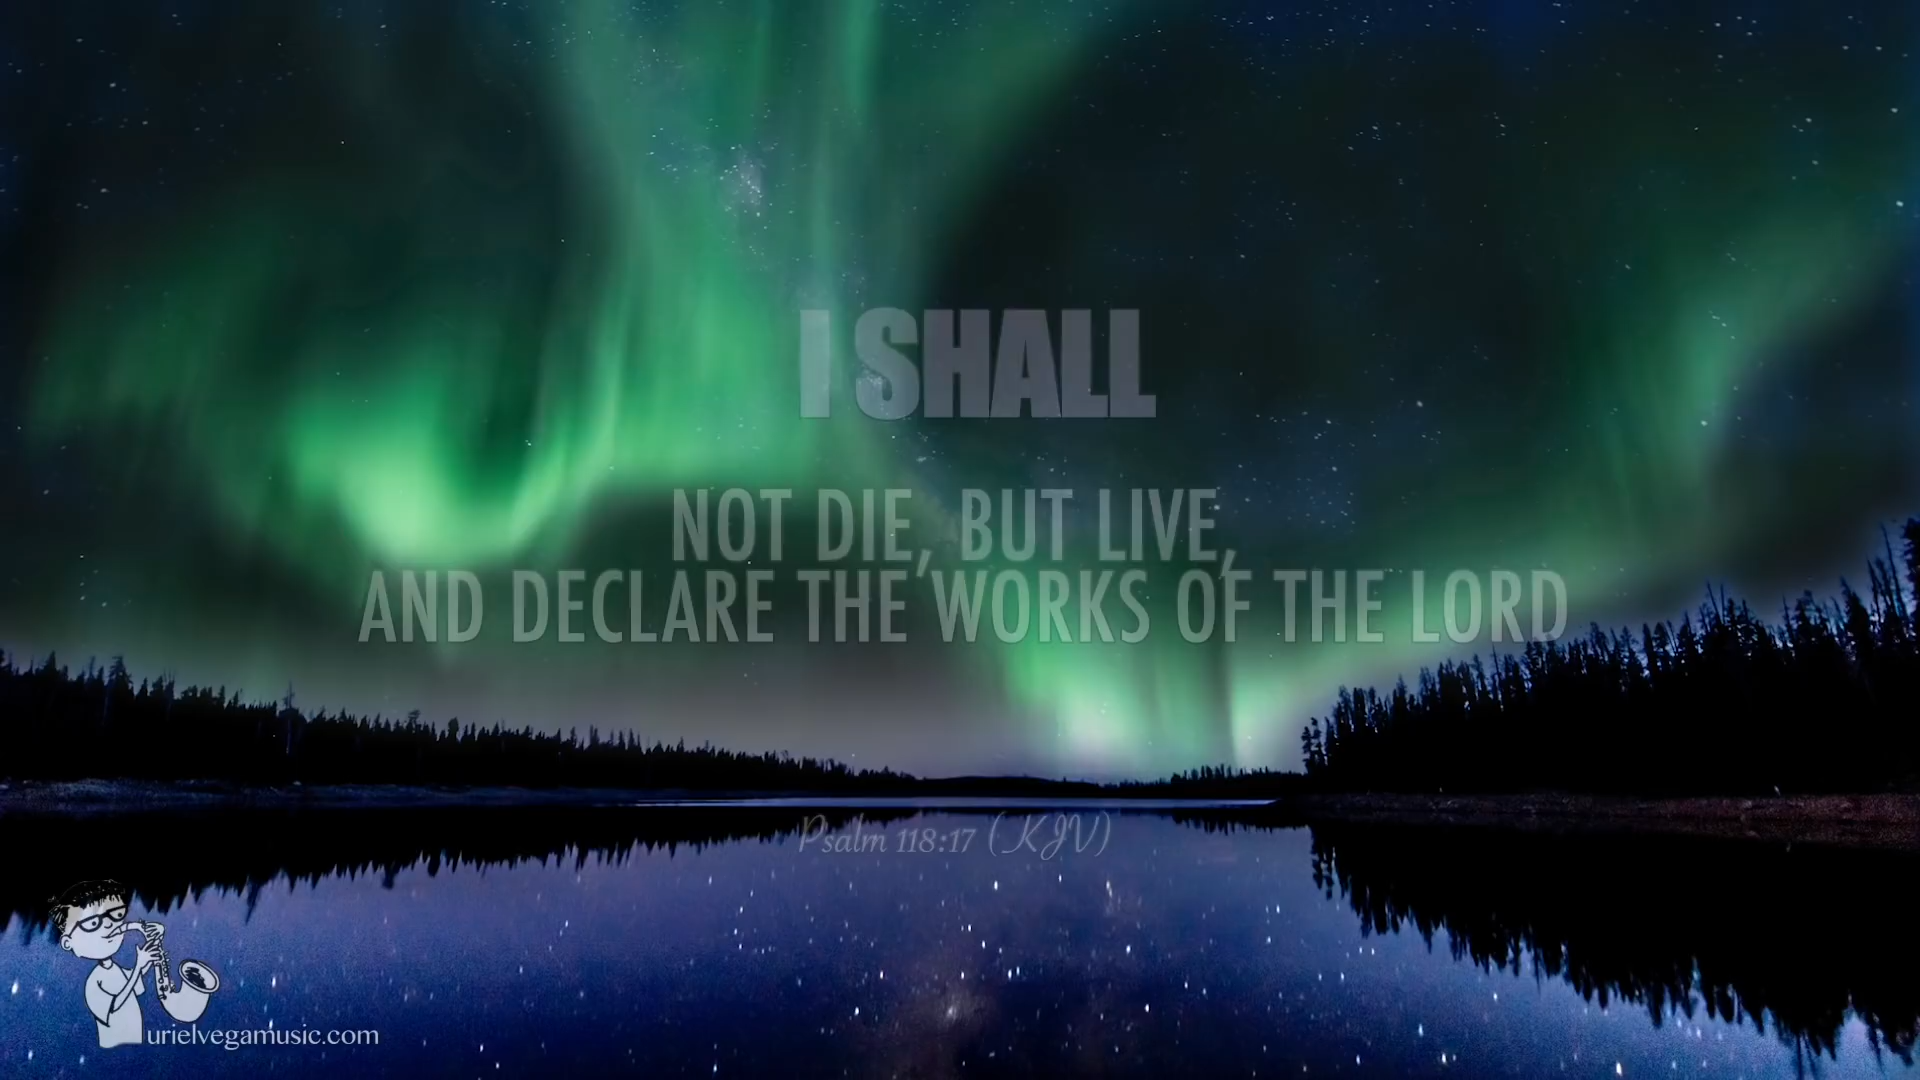 I SHALL
NOT DIE, BUT LIVE,
AND DECLARE THE WORKS OF THE LORD
Psalm 118:17 (KJV)
urielvegamusic.com